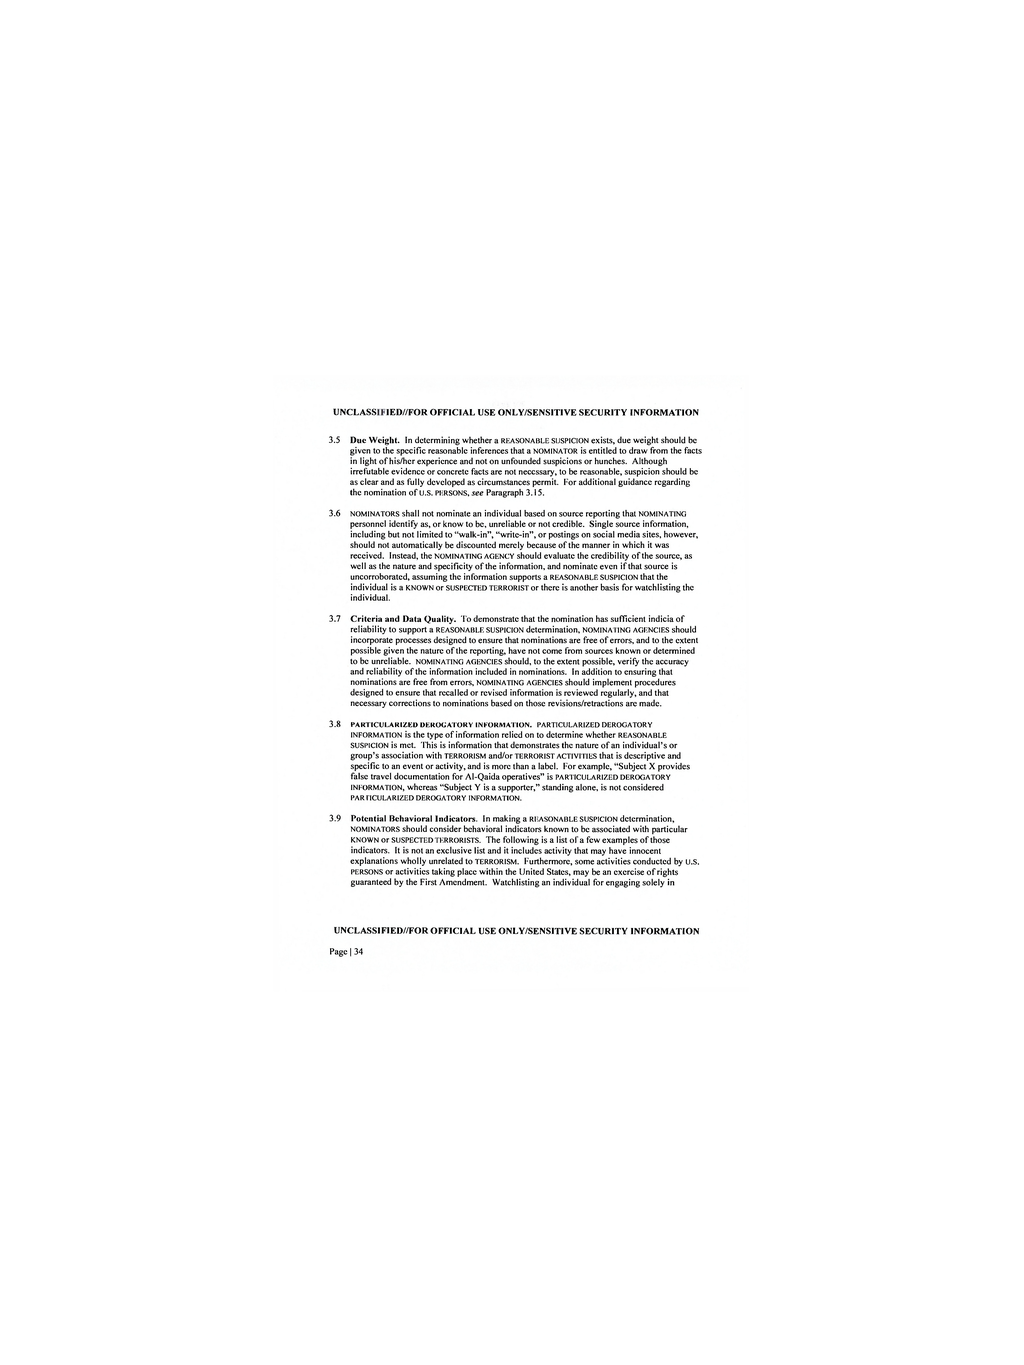 UNCLASSIFIED//FOR OFFICIAL USE ONLY/SENSITIVE SECURITY INFORMATION
3.5 Due Weight. In determining whether a REASONABLE SUSPICION exists, due weight should be
given to the specific reasonable inferences that a NOMINATOR is entitled to draw from the facts
in light of his/her experience and not on unfounded suspicions or hunches. Although
irrefutable evidence or concrete facts are not necessary, to be reasonable, suspicion should be
as clear and as fully developed as circumstances permit. For additional guidance regarding
the nomination of U.S. PERSONS, see Paragraph 3.15.
3.6 NOMINATORS shall not nominate an individual based on source reporting that NOMINATING
personnel identify as, or know to be, unreliable or not credible. Single source information,
including but not limited to "walk-in", "write-in", or postings on social media sites, however,
should not automatically be discounted merely because of the manner in which it was
received. Instead, the NOMINATING AGENCY should evaluate the credibility of the source, as
well as the nature and specificity of the information, and nominate even if that source is
uncorroborated, assuming the information supports a REASONABLE SUSPICION that the
individual is a KNOWN or SUSPECTED TERRORIST or there is another basis for watchlisting the
individual.
3.7 Criteria and Data Quality. To demonstrate that the nomination has sufficient indicia of
reliability to support a REASONABLE SUSPICION determination, NOMINATING AGENCIES should
incorporate processes designed to ensure that nominations are free of errors, and to the extent
possible given the nature of the reporting, have not come from sources known or determined
to be unreliable. NOMINATING AGENCIES should, to the extent possible, verify the accuracy
and reliability of the information included in nominations. In addition to ensuring that
nominations are free from errors, NOMINATING AGENCIES should implement procedures
designed to ensure that recalled or revised information is reviewed regularly, and that
necessary corrections to nominations based on those revisions/retractions are made.
3.8 PARTICULARIZED DEROGATORY INFORMATION. PARTICULARIZED DEROGATORY
INFORMATION is the type of information relied on to determine whether REASONABLE
SUSPICION is met. This is information that demonstrates the nature of an individual's or
group's association with TERRORISM and/or TERRORIST ACTIVITIES that is descriptive and
specific to an event or activity, and is more than a label. For example, "Subject X provides
false travel documentation for Al-Qaida operatives" is PARTICULARIZED DEROGATORY
INFORMATION, whereas "Subject Y is a supporter," standing alone, is not considered
PARTICULARIZED DEROGATORY INFORMATION.
3.9 Potential Behavioral Indicators. In making a REASONABLE SUSPICION determination,
NOMINATORS should consider behavioral indicators known to be associated with particular
KNOWN or SUSPECTED TERRORISTS. The following is a list of a few examples of those
indicators. It is not an exclusive list and it includes activity that may have innocent
explanations wholly unrelated to TERRORISM. Furthermore, some activities conducted by U.S.
PERSONS or activities taking place within the United States, may be an exercise of rights
guaranteed by the First Amendment. Watchlisting an individual for engaging solely in
UNCLASSIFIED//FOR OFFICIAL USE ONLY/SENSITIVE SECURITY INFORMATION
Page | 34